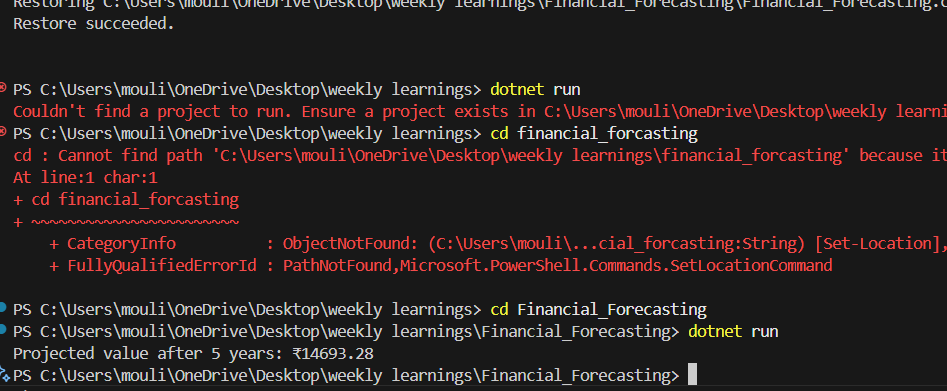 Restoring C:\Users\mouli\OneDrive\Desktop\weekly learnings\Financial_Forecasting\Financial_Forecasting.c
Restore succeeded.
PS C:\Users\mouli\OneDrive\Desktop\weekly learnings> dotnet run
Couldn't find a project to run. Ensure a project exists in C:\Users\mouli\OneDrive\Desktop\weekly learni
PS C:\Users\mouli\OneDrive\Desktop\weekly learnings> cd financial_forcasting
cd : Cannot find path 'C:\Users\mouli\OneDrive\Desktop\weekly learnings\financial_forcasting' because it
At line:1 char:1
+ cd financial_forcasting
+ ~~~~~~~~~~~~~~~~~~~~~~~
+ CategoryInfo          : ObjectNotFound: (C:\Users\mouli\...cial_forcasting:String) [Set-Location],
+ FullyQualifiedErrorId : PathNotFound,Microsoft.PowerShell.Commands.SetLocationCommand
PS C:\Users\mouli\OneDrive\Desktop\weekly learnings> cd Financial_Forecasting
PS C:\Users\mouli\OneDrive\Desktop\weekly learnings\Financial_Forecasting> dotnet run
Projected value after 5 years: ₹14693.28
PS C:\Users\mouli\OneDrive\Desktop\weekly learnings\Financial_Forecasting>